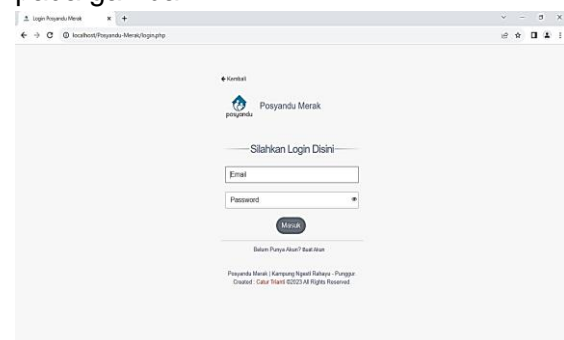 Login Posyandu Merak
localhost/Posyandu-Merak/login.php
Kembali
posyandu
Posyandu Merak
Silahkan Login Disini
Email
Password
Masuk
Belum Punya Akun? Buat Akun
Posyandu Merak | Kampung Ngesti Rahayu - Punggur
Created : Catur Trianti ©2023 All Rights Reserved